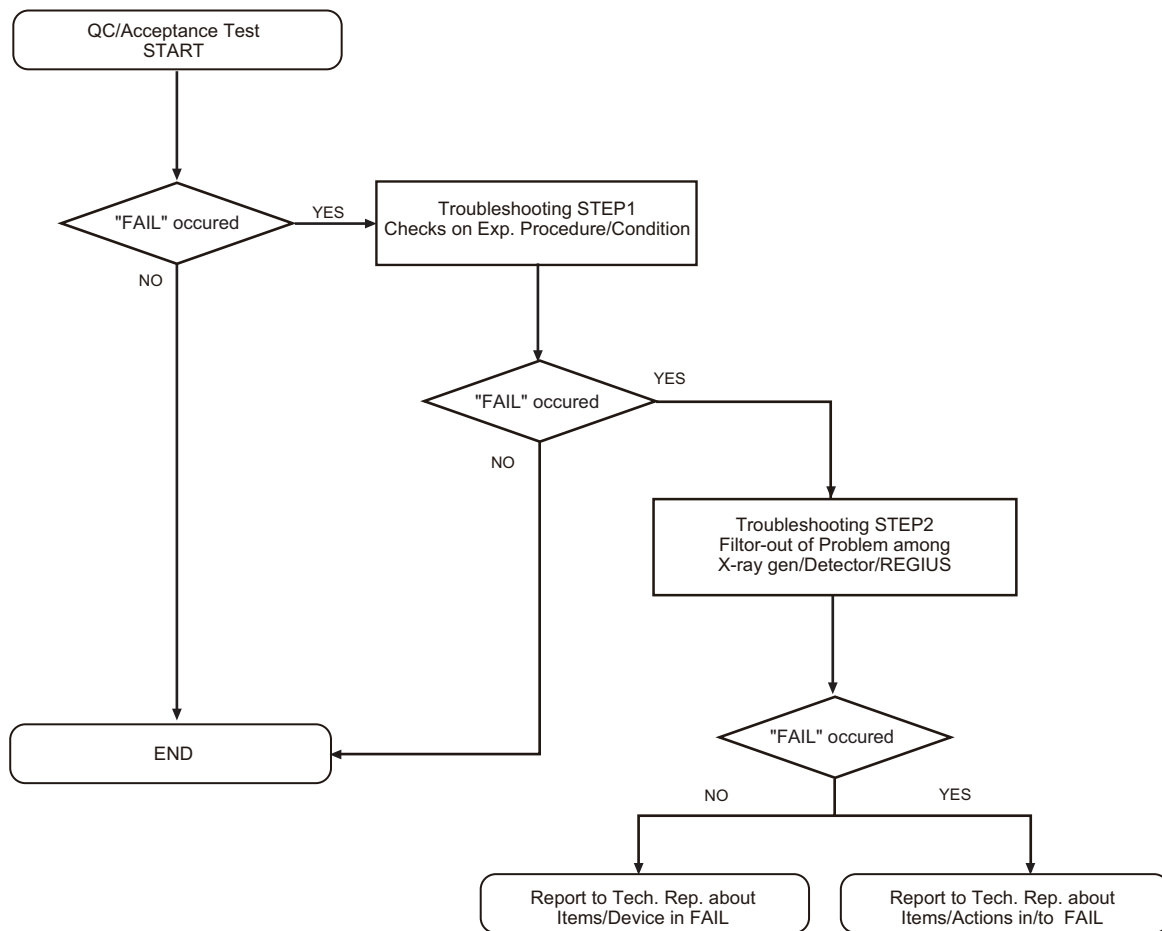 QC/Acceptance Test
START
"FAIL" occured
YES
NO
Troubleshooting STEP1
Checks on Exp. Procedure/Condition
"FAIL" occured
YES
NO
Troubleshooting STEP2
Filtor-out of Problem among
X-ray gen/Detector/REGIUS
END
"FAIL" occured
NO
YES
Report to Tech. Rep. about
Items/Device in FAIL
Report to Tech. Rep. about
Items/Actions in/to FAIL